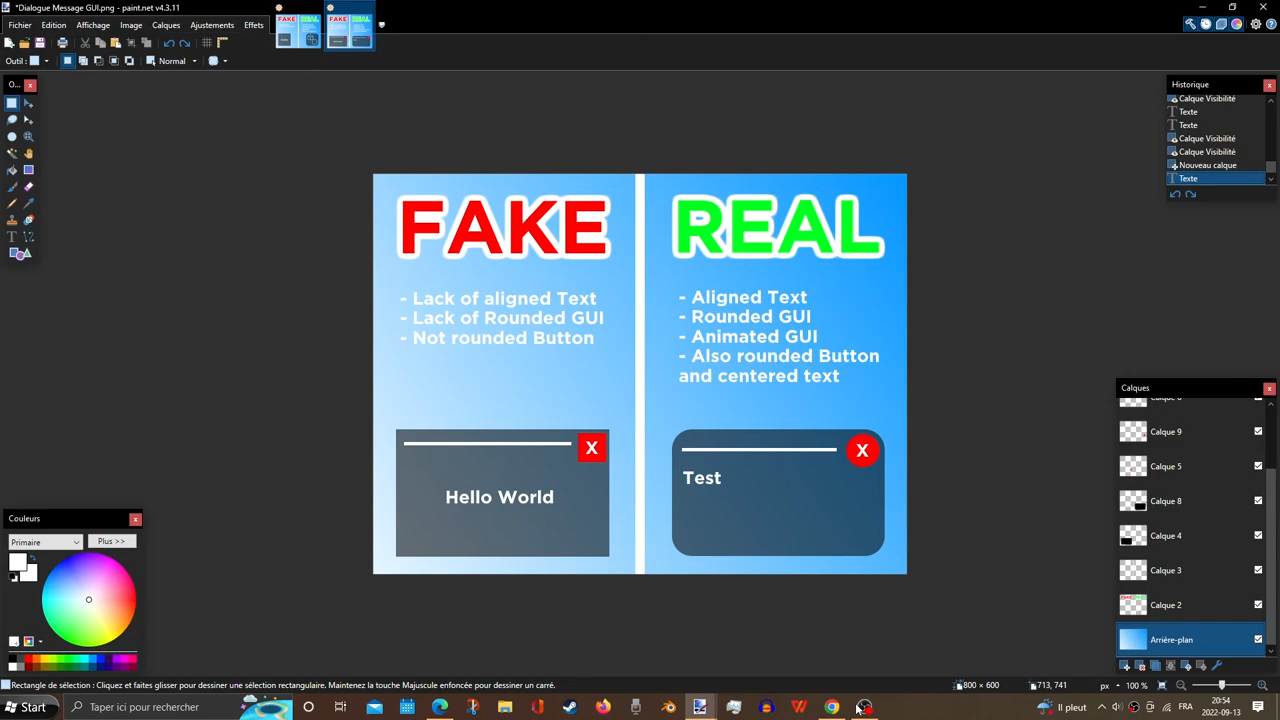 *Dialogue Message GUI.png - paint.net v4.3.11
Fichier Edition Affichage Image Calques Ajustements Effets
Outil :
Normal
O...
Historique
Calque Visibilité
Texte
Texte
Calque Visibilité
Calque Visibilité
Nouveau calque
Texte
FAKE
- Lack of aligned Text
- Lack of Rounded GUI
- Not rounded Button
X
Hello World
REAL
- Aligned Text
- Rounded GUI
- Animated GUI
- Also rounded Button
and centered text
X
Test
Calques
Calque 9
Calque 5
Calque 8
Calque 4
Calque 3
Calque 2
Arrière-plan
Couleurs
Primaire
Plus >>
Rectangle de sélection : Cliquez et faites glisser pour dessiner une sélection rectangulaire. Maintenez la touche Majuscule enfoncée pour dessiner un carré.
800 × 600
713, 741
px
100 %
Start
Taper ici pour rechercher
Il pleut
FRA
20:54
2022-09-13